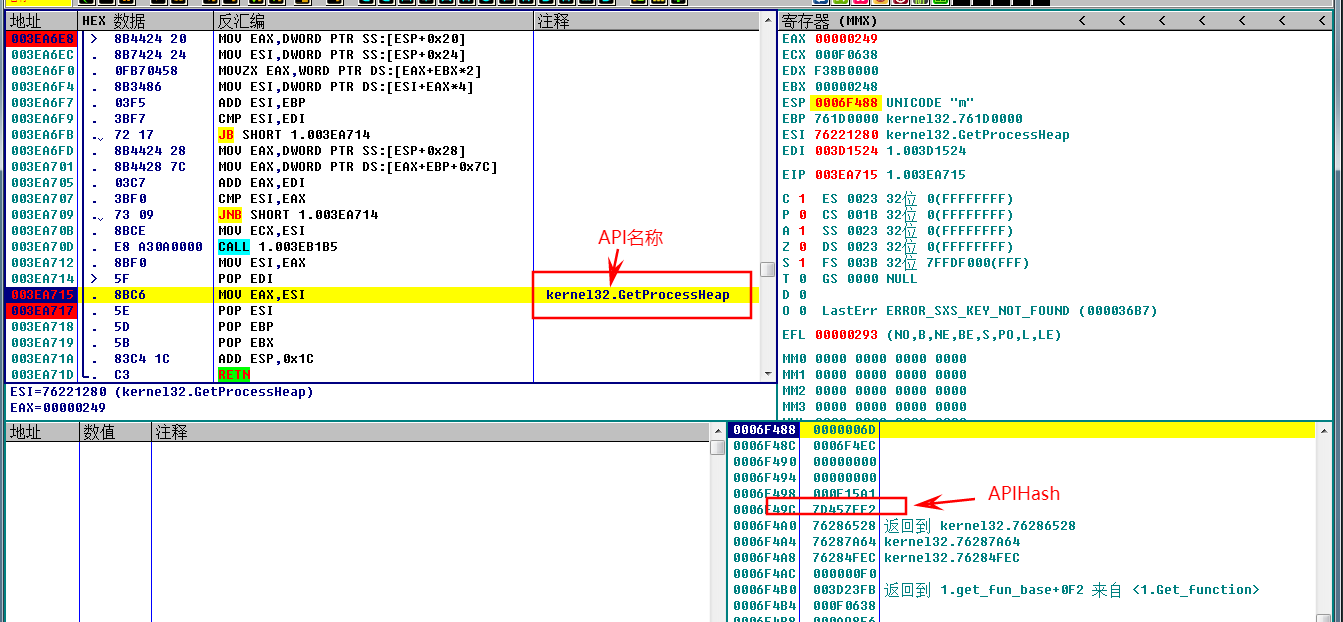 地址 HEX 数据 反汇编 注释
003EA6E8 > 8B4424 20 MOV EAX,DWORD PTR SS:[ESP+0x20]
003EA6EC . 8B7424 24 MOV ESI,DWORD PTR SS:[ESP+0x24]
003EA6F0 . 0FB70458 MOVZX EAX,WORD PTR DS:[EAX+EBX*2]
003EA6F4 . 8B3486 MOV ESI,DWORD PTR DS:[ESI+EAX*4]
003EA6F7 . 03F5 ADD ESI,EBP
003EA6F9 . 3BF7 CMP ESI,EDI
003EA6FB . 72 17 JB SHORT 1.003EA714
003EA6FD . 8B4424 28 MOV EAX,DWORD PTR SS:[ESP+0x28]
003EA701 . 8B4428 7C MOV EAX,DWORD PTR DS:[EAX+EBP+0x7C]
003EA705 . 03C7 ADD EAX,EDI
003EA707 . 3BF0 CMP ESI,EAX
003EA709 . 73 09 JNB SHORT 1.003EA714
003EA70B . 8BCE MOV ECX,ESI
003EA70D . E8 A30A0000 CALL 1.003EB1B5
003EA712 . 8BF0 MOV ESI,EAX
003EA714 > 5F POP EDI
003EA715 . 8BC6 MOV EAX,ESI kernel32.GetProcessHeap
003EA717 . 5E POP ESI
003EA718 . 5D POP EBP
003EA719 . 5B POP EBX
003EA71A . 83C4 1C ADD ESP,0x1C
003EA71D . C3 RETN
API名称
ESI=76221280 (kernel32.GetProcessHeap)
EAX=00000249
寄存器 (MMX) < < < < < < <
EAX 00000249
ECX 000F0638
EDX F38B0000
EBX 00000248
ESP 0006F488 UNICODE "m"
EBP 761D0000 kernel32.761D0000
ESI 76221280 kernel32.GetProcessHeap
EDI 003D1524 1.003D1524
EIP 003EA715 1.003EA715
C 1 ES 0023 32位 0(FFFFFFFF)
P 0 CS 001B 32位 0(FFFFFFFF)
A 1 SS 0023 32位 0(FFFFFFFF)
Z 0 DS 0023 32位 0(FFFFFFFF)
S 1 FS 003B 32位 7FFDF000(FFF)
T 0 GS 0000 NULL
D 0
O 0 LastErr ERROR_SXS_KEY_NOT_FOUND (000036B7)
EFL 00000293 (NO,B,NE,BE,S,PO,L,LE)
MM0 0000 0000 0000 0000
MM1 0000 0000 0000 0000
MM2 0000 0000 0000 0000
MM3 0000 0000 0000 0000
地址 数值 注释
0006F488 0000006D
0006F48C 0006F4EC
0006F490 00000000
0006F494 00000000
0006F498 000F15A1
0006F49C 7D457FF2
APIHash
0006F4A0 76286528 返回到 kernel32.76286528
0006F4A4 76287A64 kernel32.76287A64
0006F4A8 76284FEC kernel32.76284FEC
0006F4AC 000000F0
0006F4B0 003D23FB 返回到 1.get_fun_base+0F2 来自 <1.Get_function>
0006F4B4 000F0638